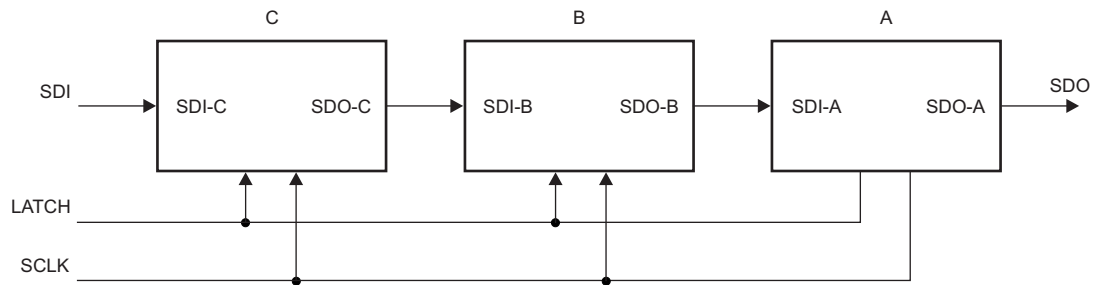 C B A
SDI SDI-C SDO-C SDI-B SDO-B SDI-A SDO-A SDO
LATCH
SCLK